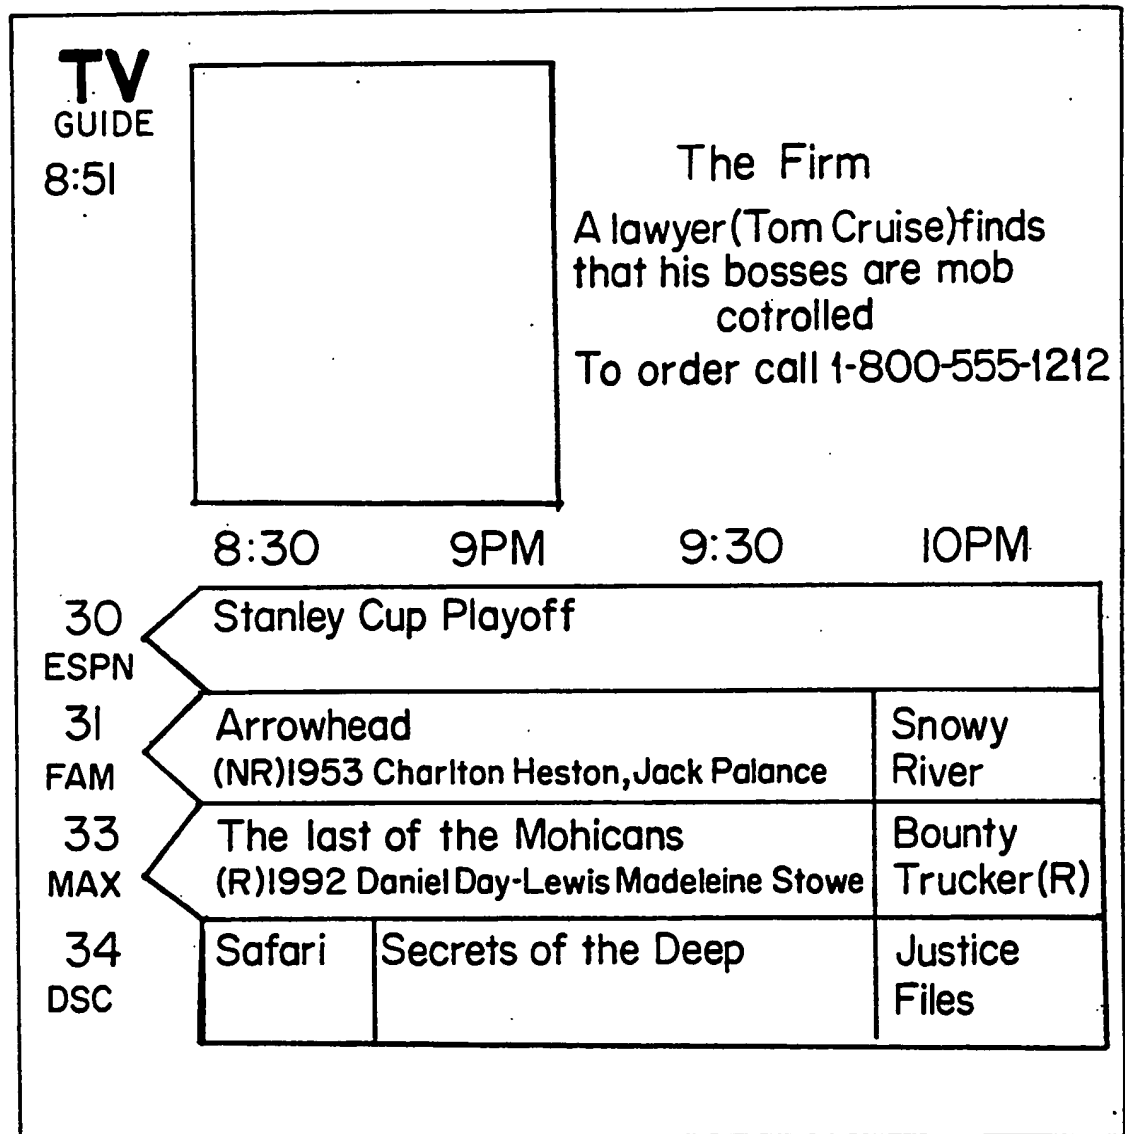 TV
GUIDE
8:51
The Firm
A lawyer(Tom Cruise)finds
that his bosses are mob
cotrolled
To order call 1-800-555-1212
8:30 9PM 9:30 10PM
30 Stanley Cup Playoff
ESPN
31 Arrowhead Snowy
FAM (NR)1953 Charlton Heston, Jack Palance River
33 The last of the Mohicans Bounty
MAX (R)1992 Daniel Day-Lewis Madeleine Stowe Trucker(R)
34 Safari Secrets of the Deep Justice
DSC Files